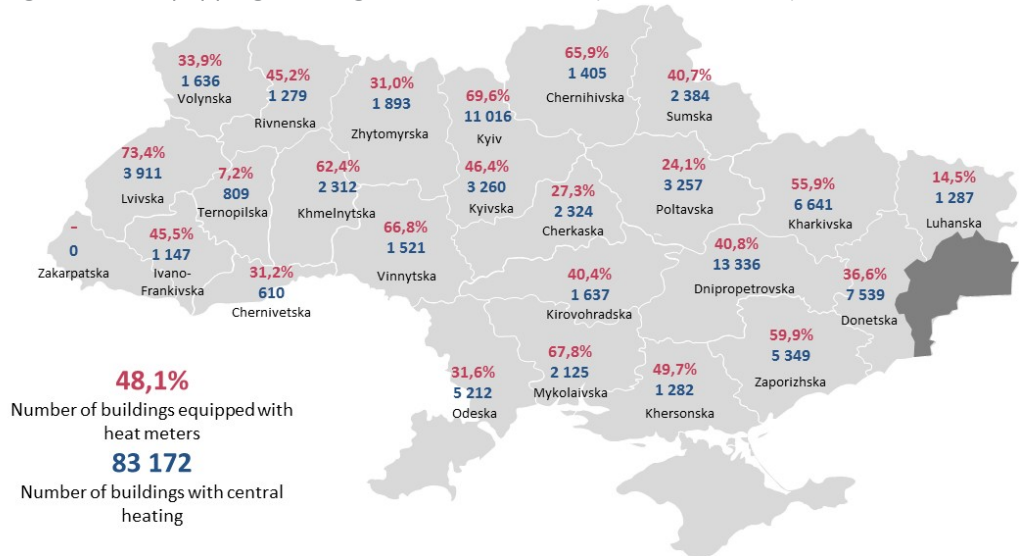 33,9%
1 636
Volynska
45,2%
1 279
Rivnenska
31,0%
1 893
Zhytomyrska
69,6%
11 016
Kyiv
65,9%
1 405
Chernihivska
40,7%
2 384
Sumska
73,4%
3 911
Lvivska
7,2%
809
Ternopilska
62,4%
2 312
Khmelnytska
46,4%
3 260
Kyivska
27,3%
2 324
Cherkaska
24,1%
3 257
Poltavska
55,9%
6 641
Kharkivska
14,5%
1 287
Luhanska
-
0
Zakarpatska
45,5%
1 147
Ivano-
Frankivska
31,2%
610
Chernivetska
66,8%
1 521
Vinnytska
40,4%
1 637
Kirovohradska
40,8%
13 336
Dnipropetrovska
36,6%
7 539
Donetska
31,6%
5 212
Odeska
67,8%
2 125
Mykolaivska
49,7%
1 282
Khersonska
59,9%
5 349
Zaporizhska
48,1%
Number of buildings equipped with
heat meters
83 172
Number of buildings with central
heating